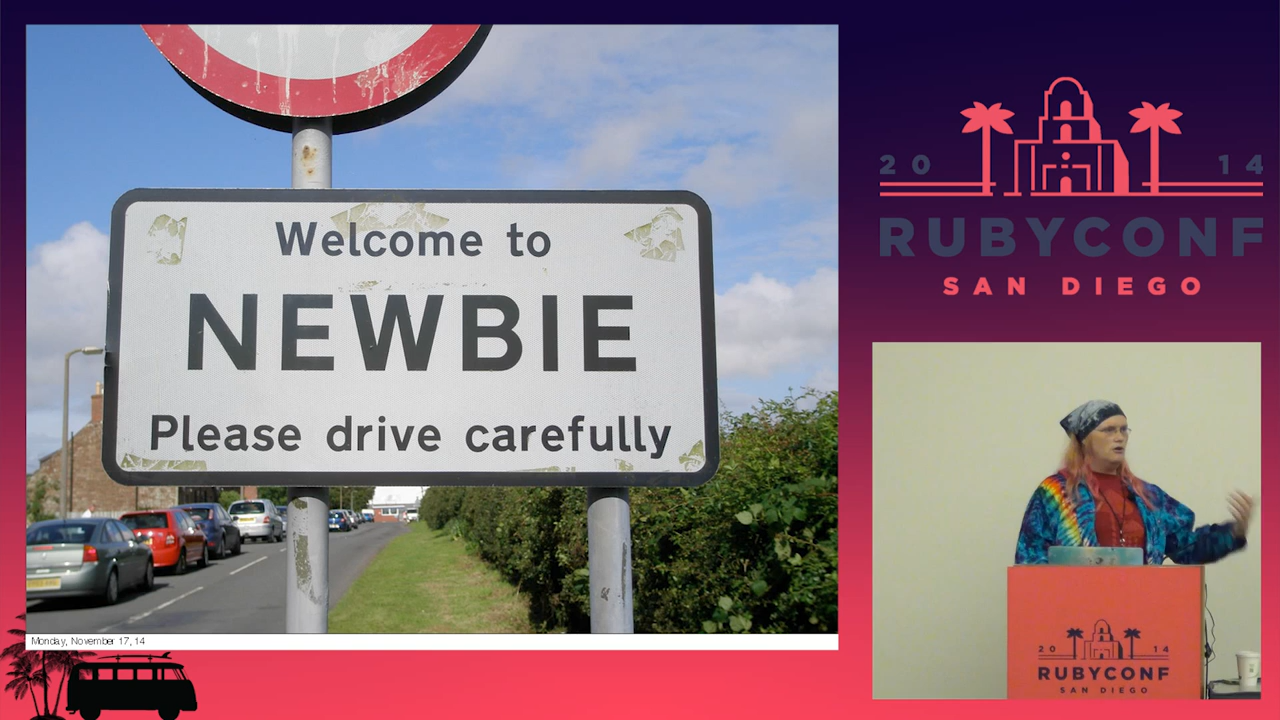 Welcome to
NEWBIE
Please drive carefully
Monday, November 17, 14
20 14
RUBYCONF
SAN DIEGO
20 14
RUBYCONF
SAN DIEGO